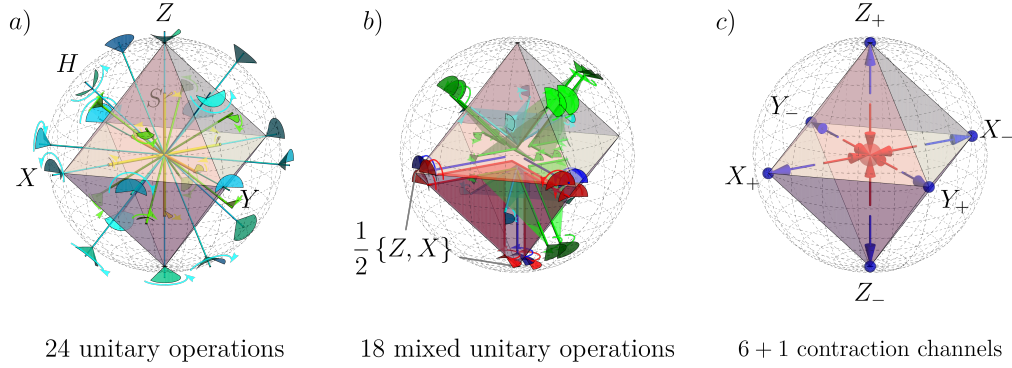 a)
Z
H
S
X
Y
24 unitary operations
b)
1/2 {Z, X}
18 mixed unitary operations
c)
Z₊
Y₋
X₋
X₊
Y₊
Z₋
6 + 1 contraction channels